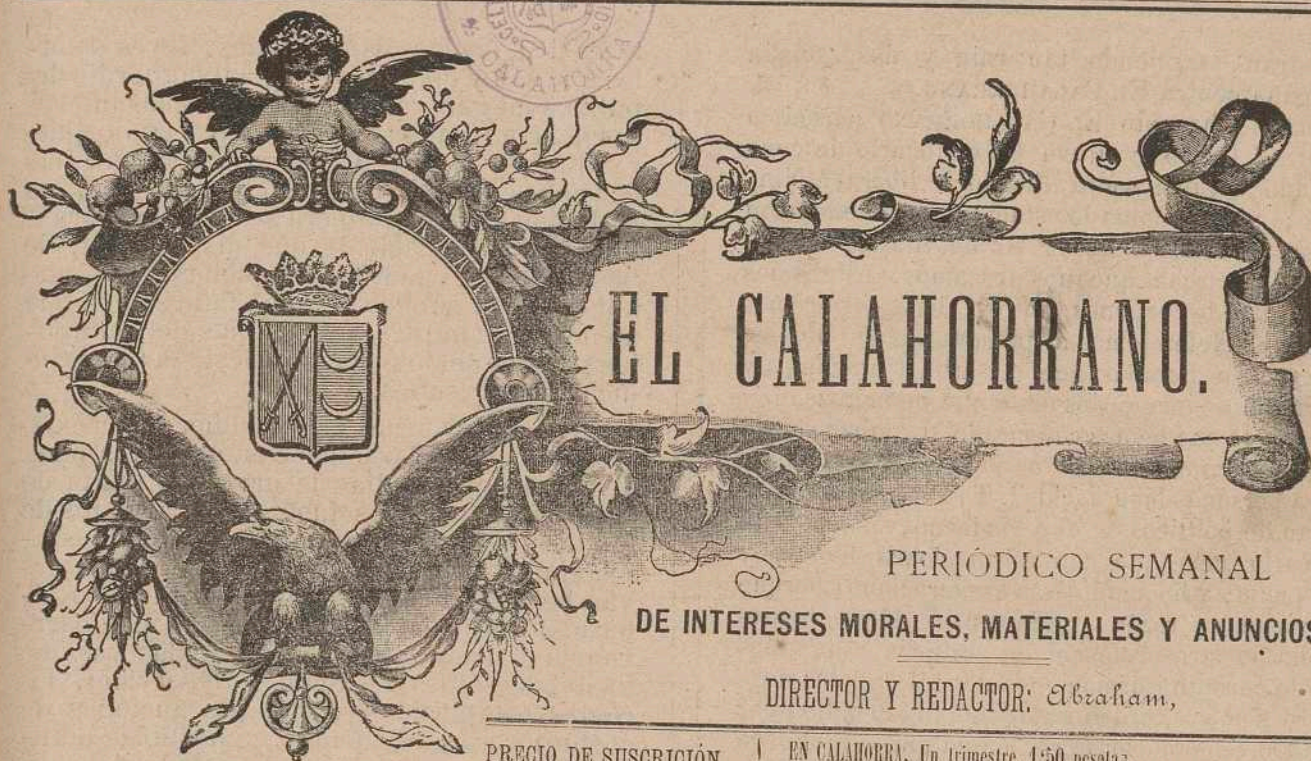 CALAHORRA
EL CALAHORRANO.
PERIÓDICO SEMANAL
DE INTERESES MORALES, MATERIALES Y ANUNCIOS
DIRECTOR Y REDACTOR: Abraham,
PRECIO DE SUSCRICIÓN
EN CALAHORRA. Un trimestre 1'50 pesetas